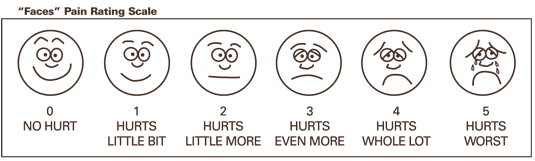 “Faces” Pain Rating Scale
0 1 2 3 4 5
NO HURT HURTS HURTS HURTS HURTS HURTS
LITTLE BIT LITTLE MORE EVEN MORE WHOLE LOT WORST